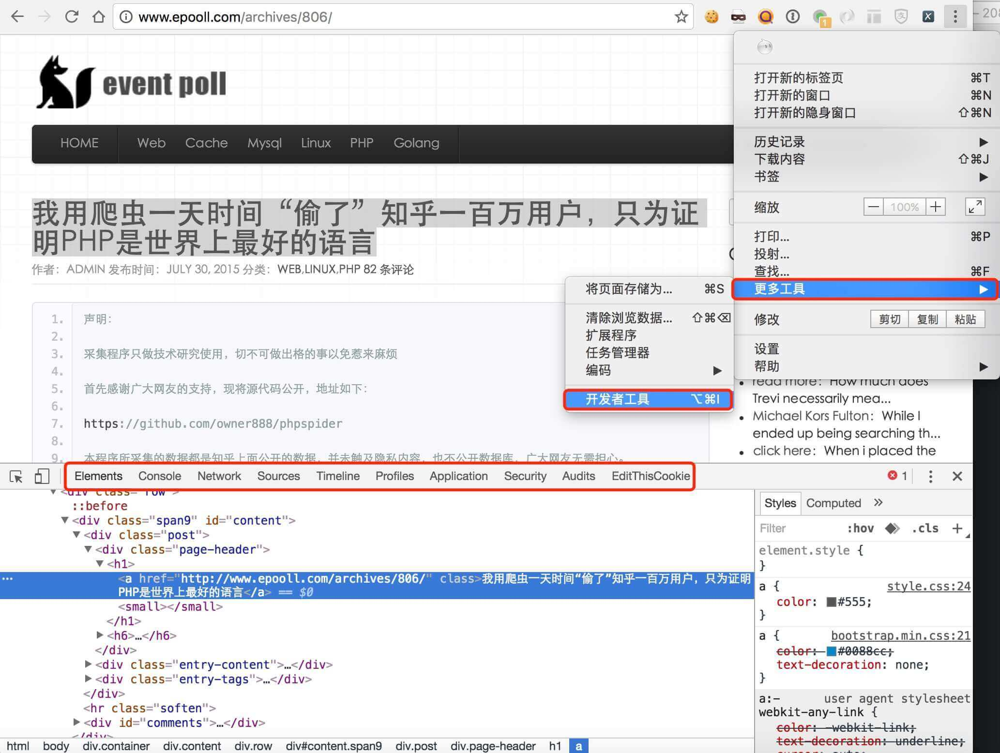 www.epooll.com/archives/806/
1
X
event poll
HOME Web Cache Mysql Linux PHP Golang
我用爬虫一天时间“偷了”知乎一百万用户，只为证
明PHP是世界上最好的语言
作者：ADMIN 发布时间：JULY 30, 2015 分类：WEB,LINUX,PHP 82 条评论
1. 声明：
2.
3. 采集程序只做技术研究使用，切不可做出格的事以免惹来麻烦
4.
5. 首先感谢广大网友的支持，现将源代码公开，地址如下：
6.
7. https://github.com/owner888/phpspider
8.
9. 本程序所采集的数据都是知乎上面公开的数据，并未触及隐私内容，也不公开数据库，广大网友无需担心。
打开新的标签页 ⌘T
打开新的窗口 ⌘N
打开新的隐身窗口 ⇧⌘N
历史记录 ▶
下载内容 ⇧⌘J
书签 ▶
缩放 — 100% +
打印... ⌘P
投射...
查找... ⌘F
更多工具 ▶
修改 剪切 复制 粘贴
设置
帮助 ▶
将页面存储为... ⌘S
清除浏览数据... ⇧⌘⌫
扩展程序
任务管理器
编码 ▶
开发者工具 ⌥⌘I
read more： How much does
Trevi necessarily mea...
Michael Kors Fulton： While I
ended up being searching th...
click here： When i placed the
Elements Console Network Sources Timeline Profiles Application Security Audits EditThisCookie 1
▼<div class="row">
::before
▼<div class="span9" id="content">
▼<div class="post">
▼<div class="page-header">
▼<h1>
<a href="http://www.epooll.com/archives/806/" class>我用爬虫一天时间“偷了”知乎一百万用户，只为证明
PHP是世界上最好的语言</a> == $0
<small></small>
</h1>
▶<h6>…</h6>
</div>
▶<div class="entry-content">…</div>
▶<div class="entry-tags">…</div>
</div>
<hr class="soften">
▶<div id="comments">…</div>
</div>
html body div.container div.content div.row div#content.span9 div.post div.page-header h1 a
Styles Computed »
Filter :hov .cls +
element.style {
}
a { style.css:24
color: #555;
}
a { bootstrap.min.css:21
color: #0088cc;
text-decoration: none;
}
a:- user agent stylesheet
webkit-any-link {
color: -webkit-link;
text-decoration: underline;
cursor: auto;